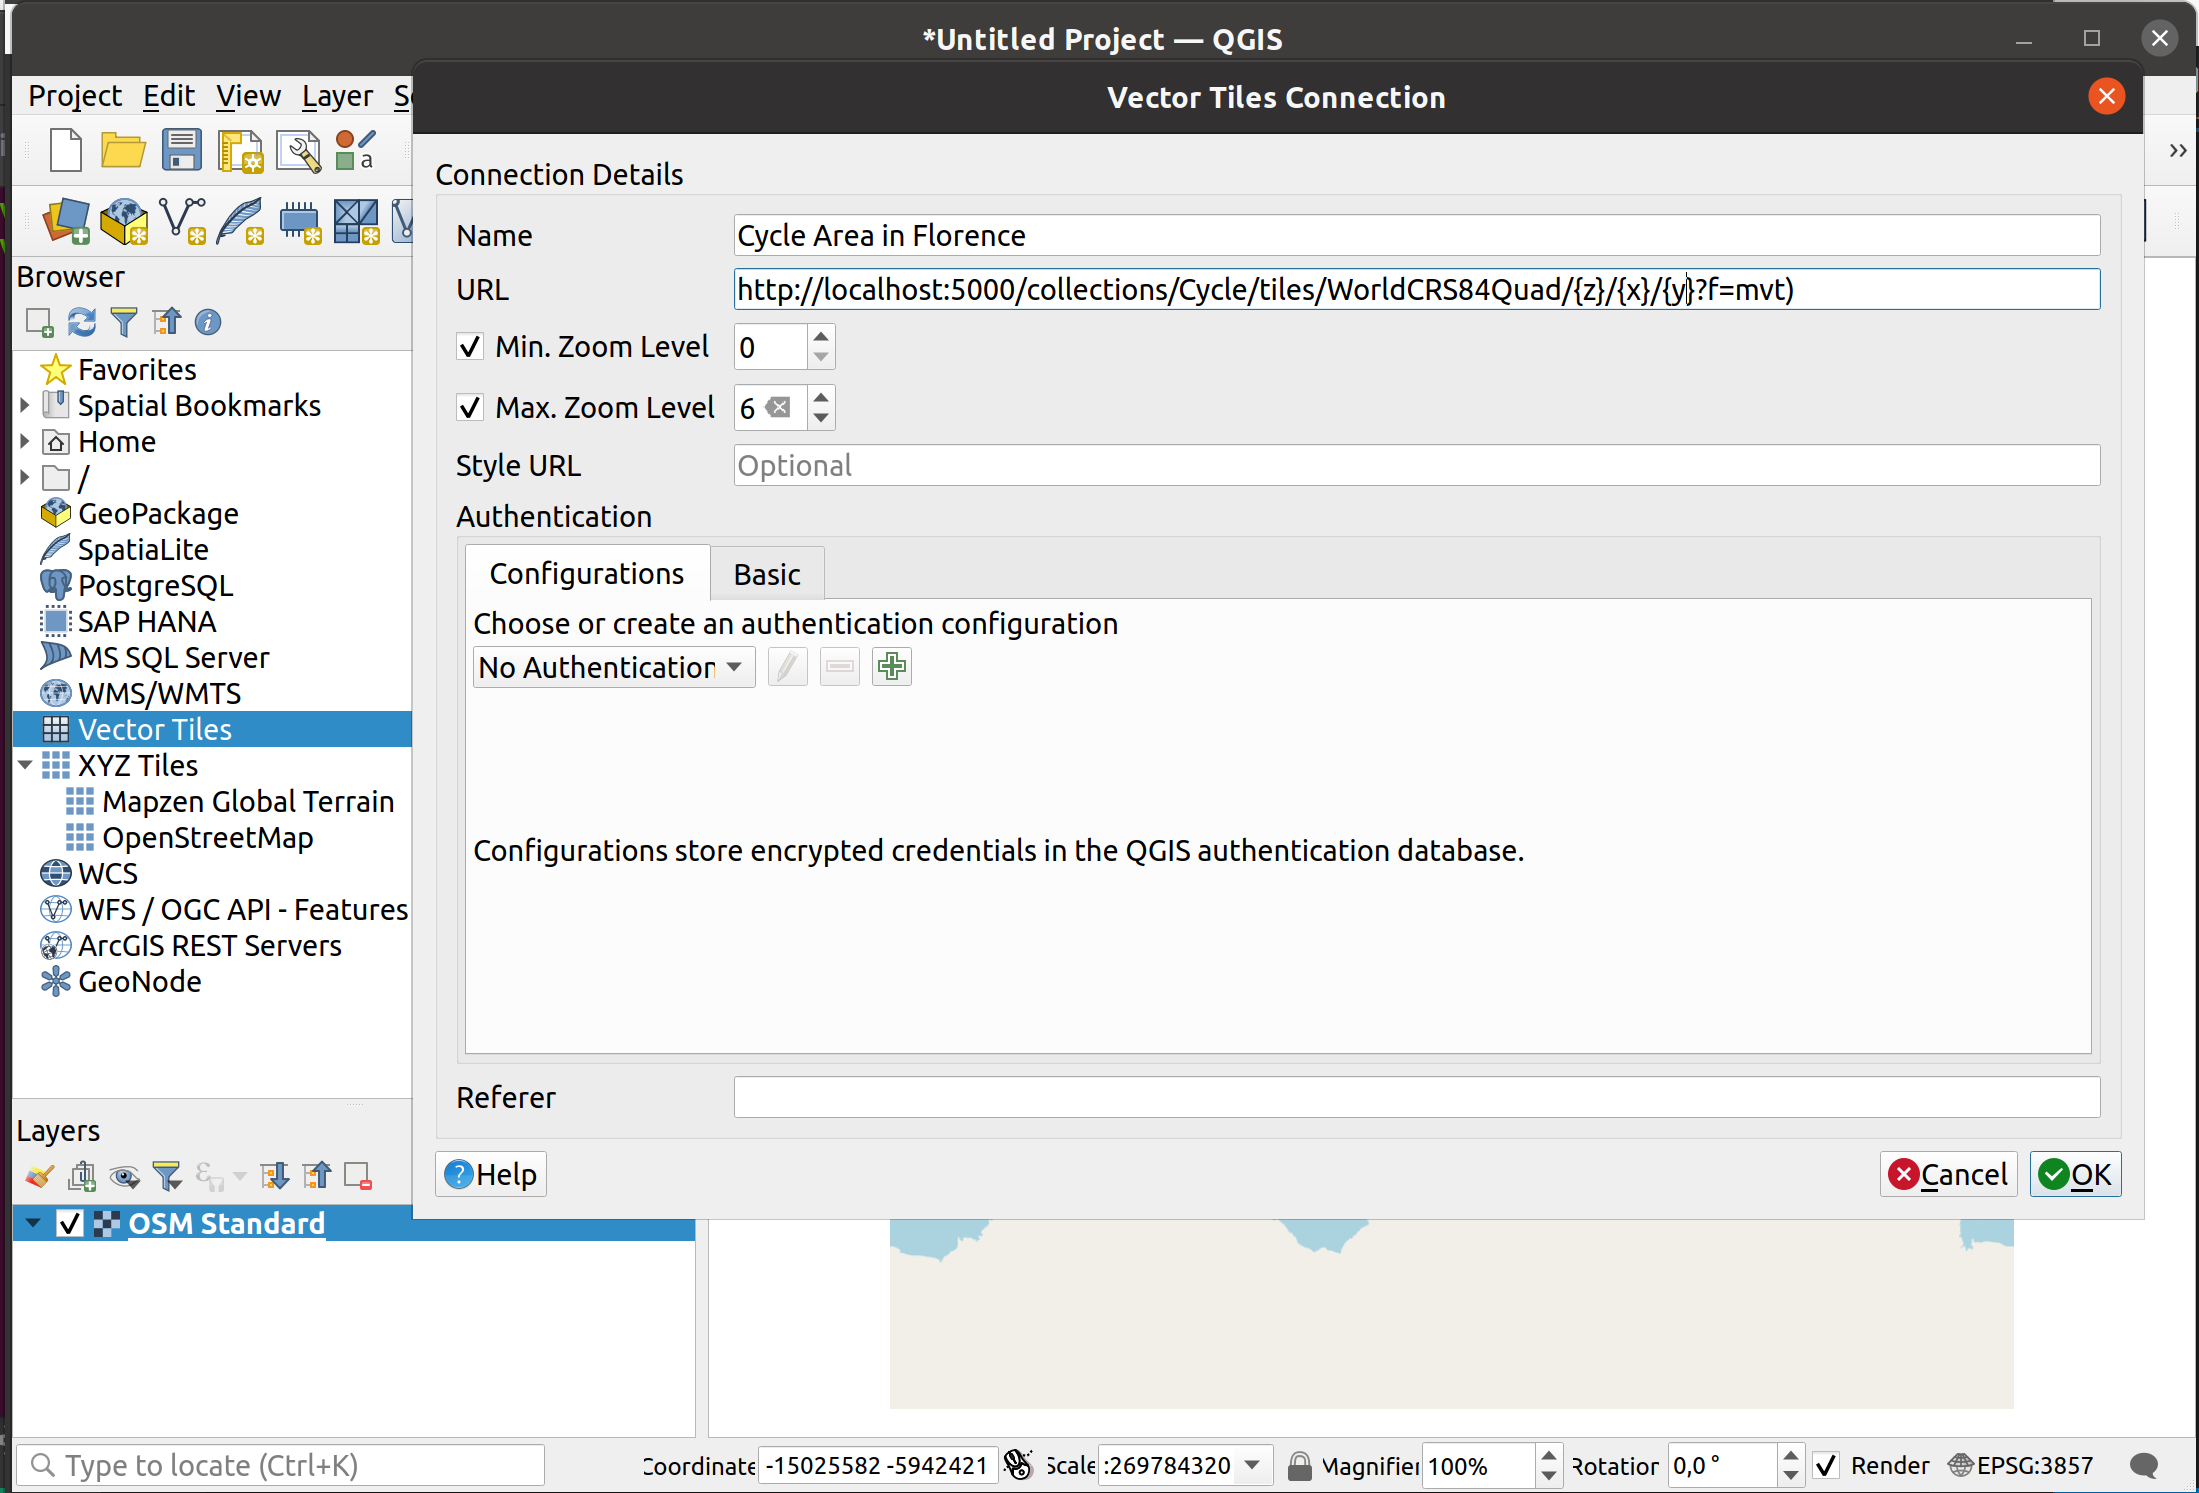 *Untitled Project — QGIS
Project Edit View Layer
Vector Tiles Connection
Connection Details
Name
Cycle Area in Florence
URL
http://localhost:5000/collections/Cycle/tiles/WorldCRS84Quad/{z}/{x}/{y}?f=mvt)
Min. Zoom Level
0
Max. Zoom Level
6
Style URL
Optional
Authentication
Configurations
Basic
Choose or create an authentication configuration
No Authentication
Configurations store encrypted credentials in the QGIS authentication database.
Referer
Help
Cancel
OK
Browser
Favorites
Spatial Bookmarks
Home
/
GeoPackage
SpatiaLite
PostgreSQL
SAP HANA
MS SQL Server
WMS/WMTS
Vector Tiles
XYZ Tiles
Mapzen Global Terrain
OpenStreetMap
WCS
WFS / OGC API - Features
ArcGIS REST Servers
GeoNode
Layers
OSM Standard
Type to locate (Ctrl+K)
Coordinate
-15025582 -5942421
Scale
:269784320
Magnifier
100%
Rotation
0,0 °
Render
EPSG:3857